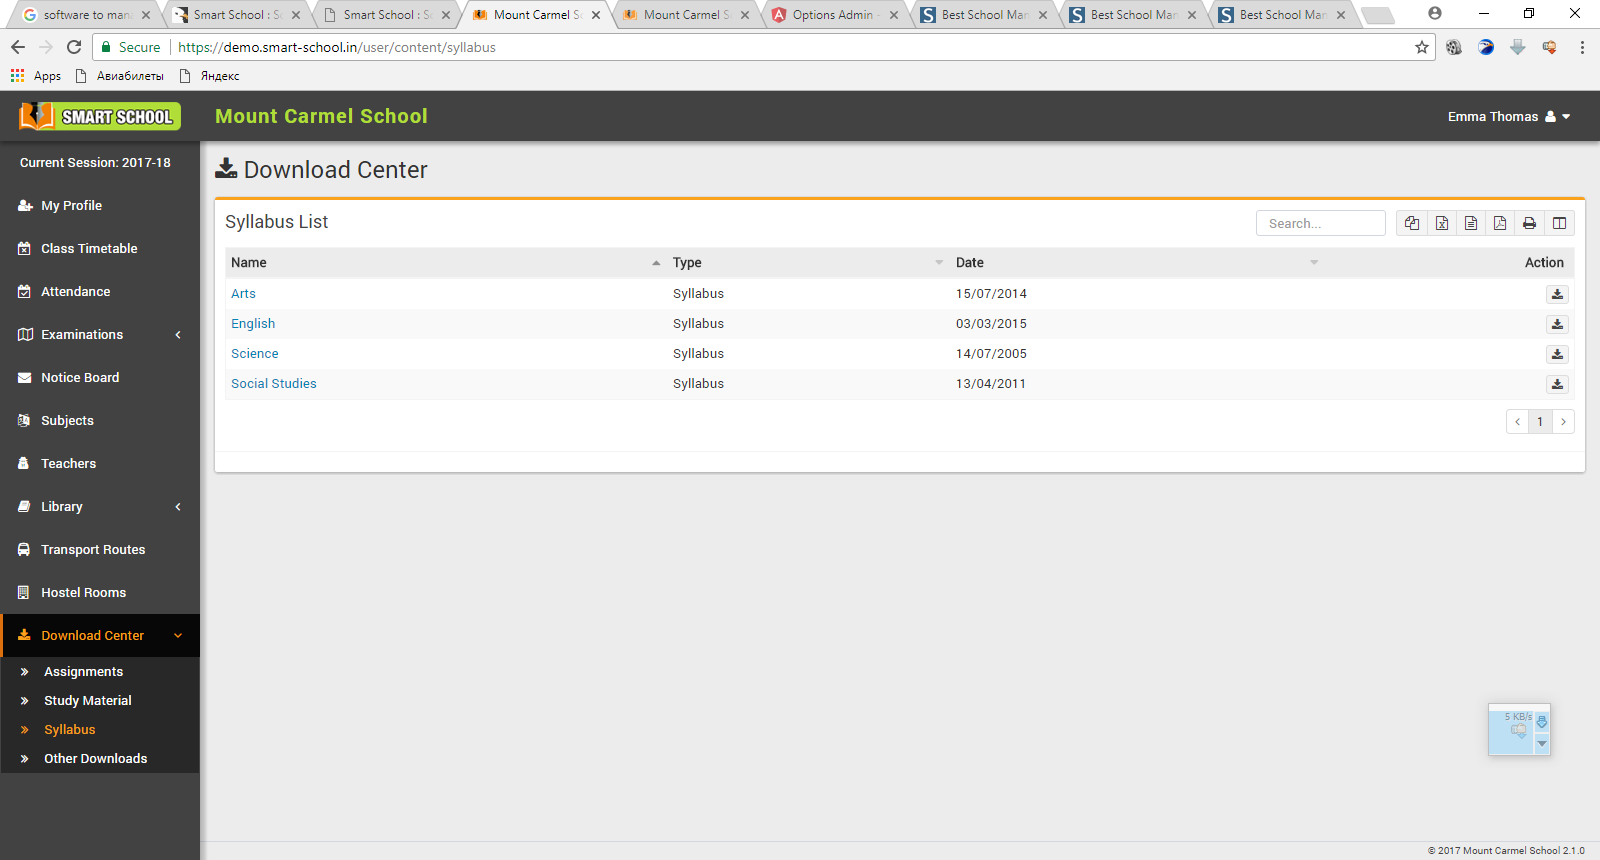 software to mana
Smart School : Sc
Smart School : Sc
Mount Carmel Sc
Mount Carmel Sc
Options Admin -
Best School Man
Best School Man
Best School Man
Secure https://demo.smart-school.in/user/content/syllabus
Apps Авиабилеты Яндекс
SMART SCHOOL
Mount Carmel School
Emma Thomas
Current Session: 2017-18
My Profile
Class Timetable
Attendance
Examinations
Notice Board
Subjects
Teachers
Library
Transport Routes
Hostel Rooms
Download Center
Assignments
Study Material
Syllabus
Other Downloads
Download Center
Syllabus List
Search...
Name Type Date Action
Arts Syllabus 15/07/2014
English Syllabus 03/03/2015
Science Syllabus 14/07/2005
Social Studies Syllabus 13/04/2011
1
5 KB/s
© 2017 Mount Carmel School 2.1.0